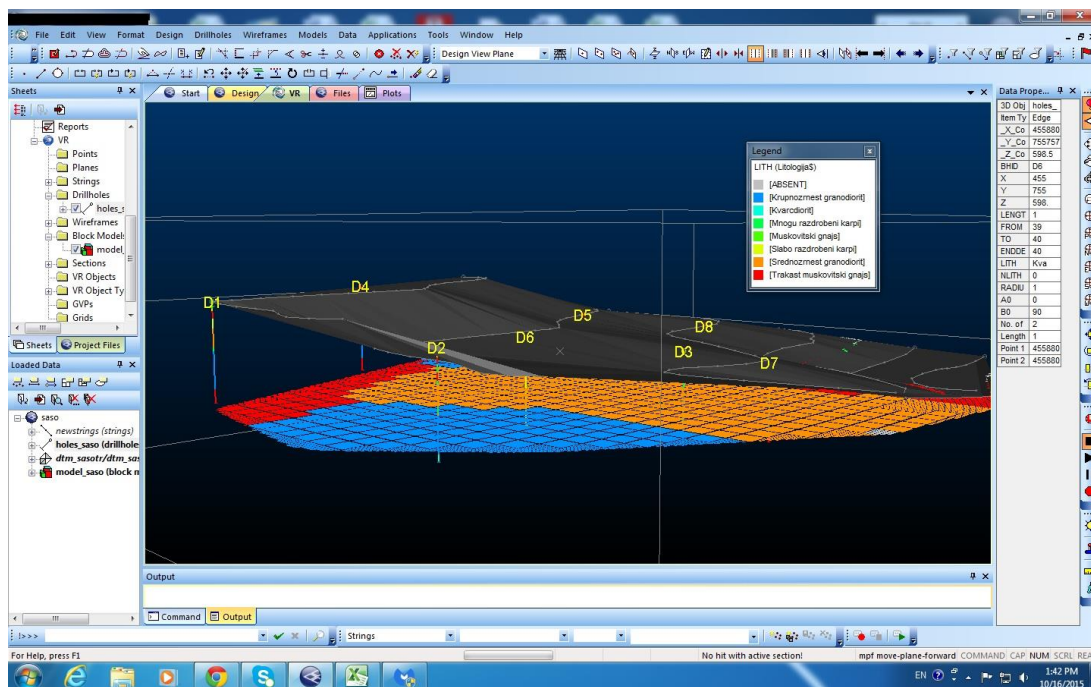 File Edit View Format Design Drillholes Wireframes Models Data Applications Tools Window Help
Design View Plane
Sheets
Start Design VR Files Plots
Data Prope...
Reports
VR
Points
Planes
Strings
Drillholes
holes_s
Wireframes
Block Models
model_
Sections
VR Objects
VR Object Ty
GVPs
Grids
Sheets Project Files
Loaded Data
saso
newstrings (strings)
holes_saso (drillhole
dtm_sasotr/dtm_sas
model_saso (block m
Legend
LITH (Litologija$)
[ABSENT]
[Krupnozmest granodiorit]
[Kvarcdiorit]
[Mnogu razdrobeni karpi]
[Muskovitski gnajs]
[Slabo razdrobeni karpi]
[Srednozmest granodiorit]
[Trakast muskovitski gnajs]
D1
D4
D2
D6
D5
D3
D8
D7
3D Obj holes_
Item Ty Edge
_X_Co 455880
_Y_Co 755757
_Z_Co 598.5
BHID D6
X 455
Y 755
Z 598.
LENGT 1
FROM 39
TO 40
ENDDE 40
LITH Kva
NLITH 0
RADIU 1
A0 0
B0 90
No. of 2
Length 1
Point 1 455880
Point 2 455880
Output
Command Output
!>>> Strings
For Help, press F1 No hit with active section! mpf move-plane-forward COMMAND CAP NUM SCRL REA
EN 1:42 PM
10/16/2015